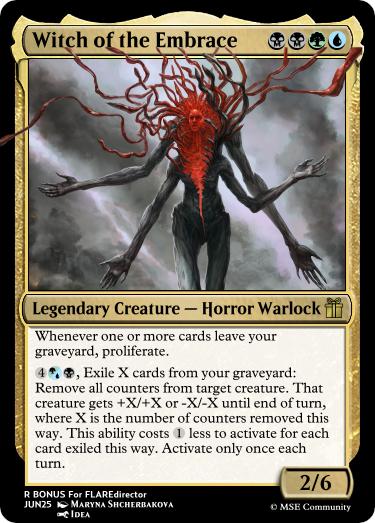 Witch of the Embrace
Legendary Creature — Horror Warlock
Whenever one or more cards leave your
graveyard, proliferate.
4, Exile X cards from your graveyard:
Remove all counters from target creature. That
creature gets +X/+X or -X/-X until end of turn,
where X is the number of counters removed this
way. This ability costs 1 less to activate for each
card exiled this way. Activate only once each
turn.
2/6
R BONUS For FLAREdirector
JUN25 Maryna Shcherbakova
Idea
© MSE Community